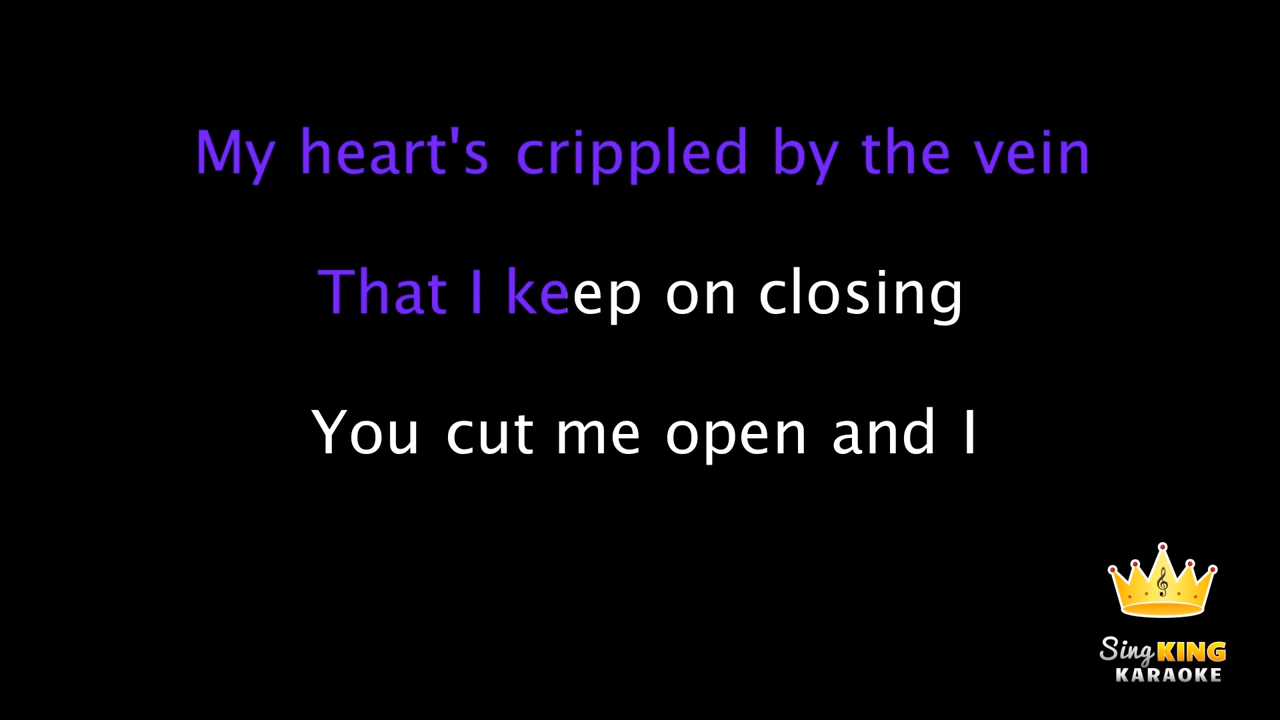 My heart's crippled by the vein
That I keep on closing
You cut me open and I
Sing KING
KARAOKE